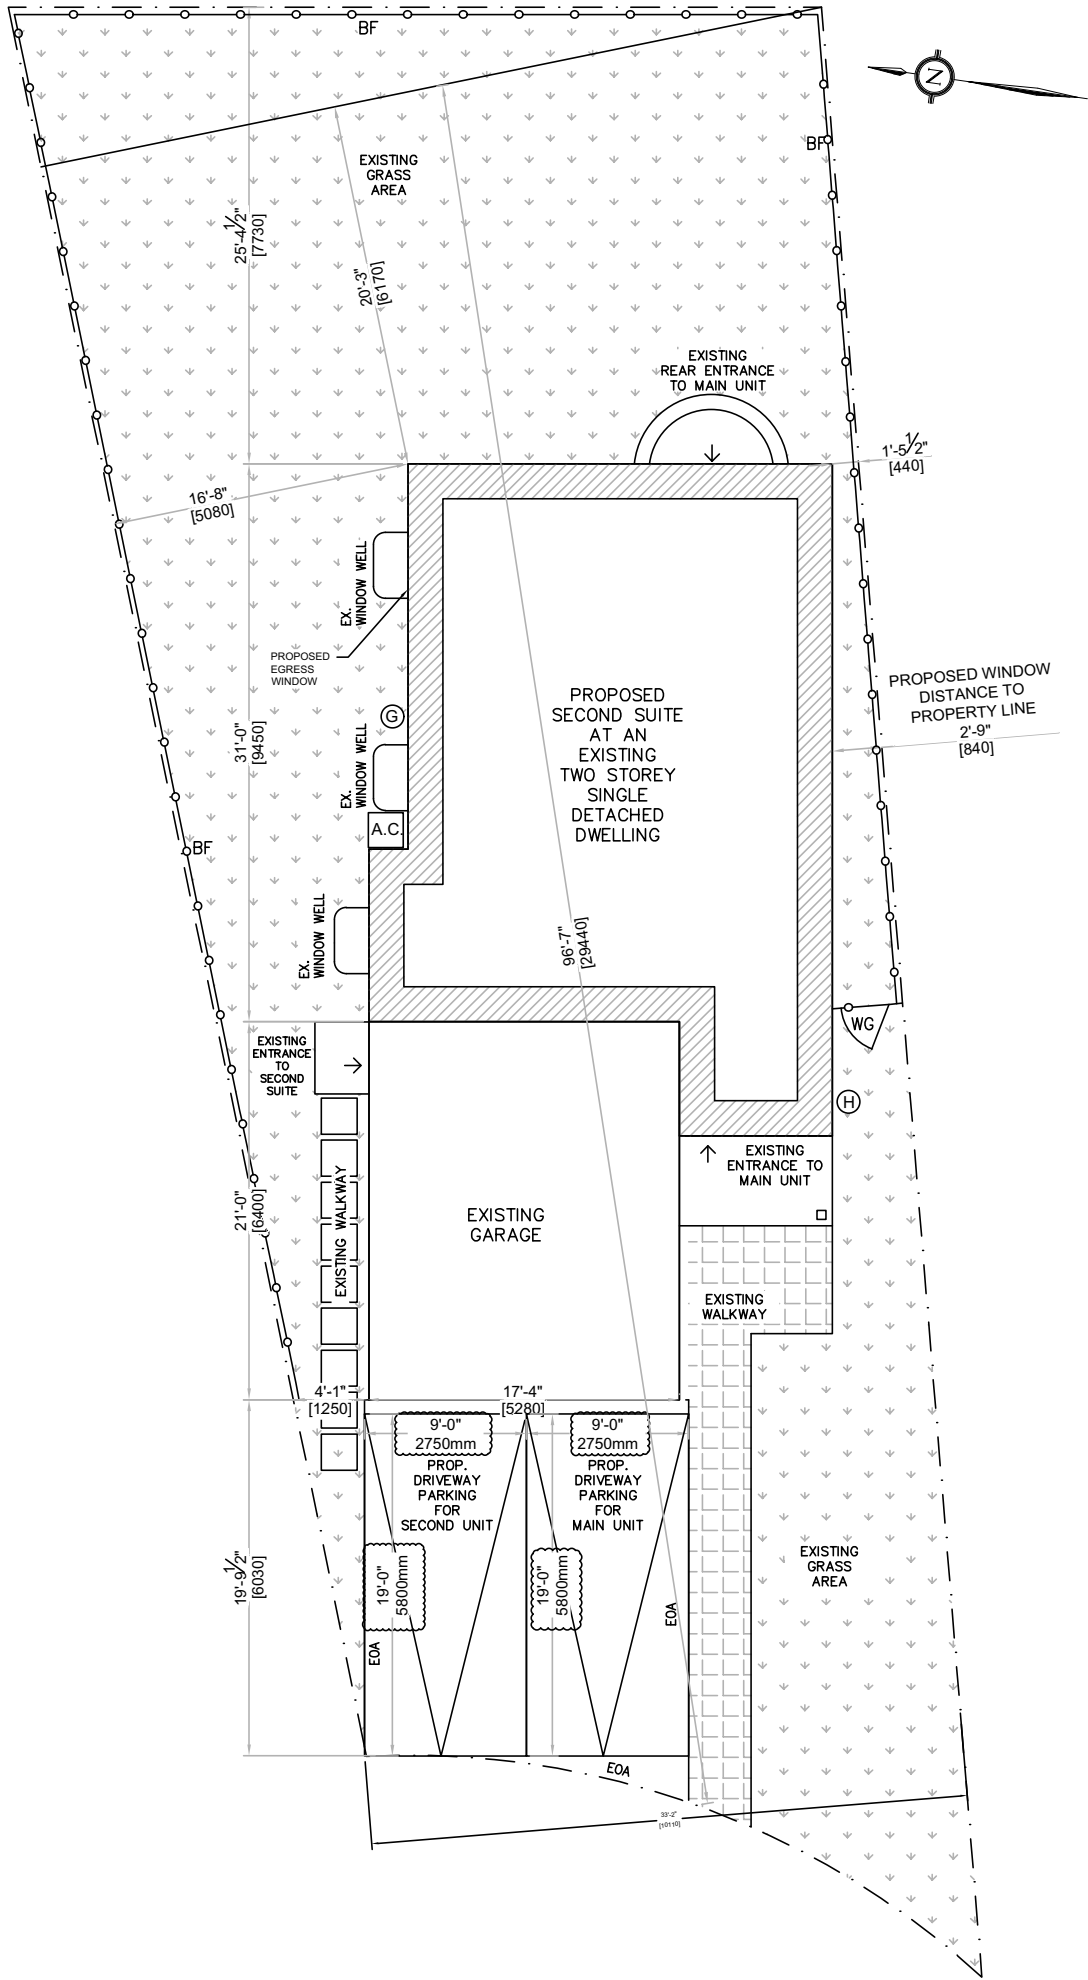 BF
N
BF
EXISTING
GRASS
AREA
25'-4 1/2"
[7730]
20'-3"
[6170]
EXISTING
REAR ENTRANCE
TO MAIN UNIT
1'-5 1/2"
[440]
16'-8"
[5080]
EX.
WINDOW WELL
PROPOSED
EGRESS
WINDOW
PROPOSED WINDOW
DISTANCE TO
PROPERTY LINE
2'-9"
[840]
G
PROPOSED
SECOND SUITE
AT AN
EXISTING
TWO STOREY
SINGLE
DETACHED
DWELLING
31'-0"
[9450]
EX.
WINDOW WELL
A.C.
BF
EX.
WINDOW WELL
96'-7"
[29440]
WG
EXISTING
ENTRANCE
TO
SECOND
SUITE
H
EXISTING
ENTRANCE TO
MAIN UNIT
21'-0"
[6400]
EXISTING WALKWAY
EXISTING
GARAGE
EXISTING
WALKWAY
4'-1"
[1250]
17'-4"
[5280]
9'-0"
2750mm
9'-0"
2750mm
PROP.
DRIVEWAY
PARKING
FOR
SECOND UNIT
PROP.
DRIVEWAY
PARKING
FOR
MAIN UNIT
EXISTING
GRASS
AREA
19'-9 1/2"
[6030]
19'-0"
5800mm
19'-0"
5800mm
EOA
EOA
EOA
33'-2"
[10110]